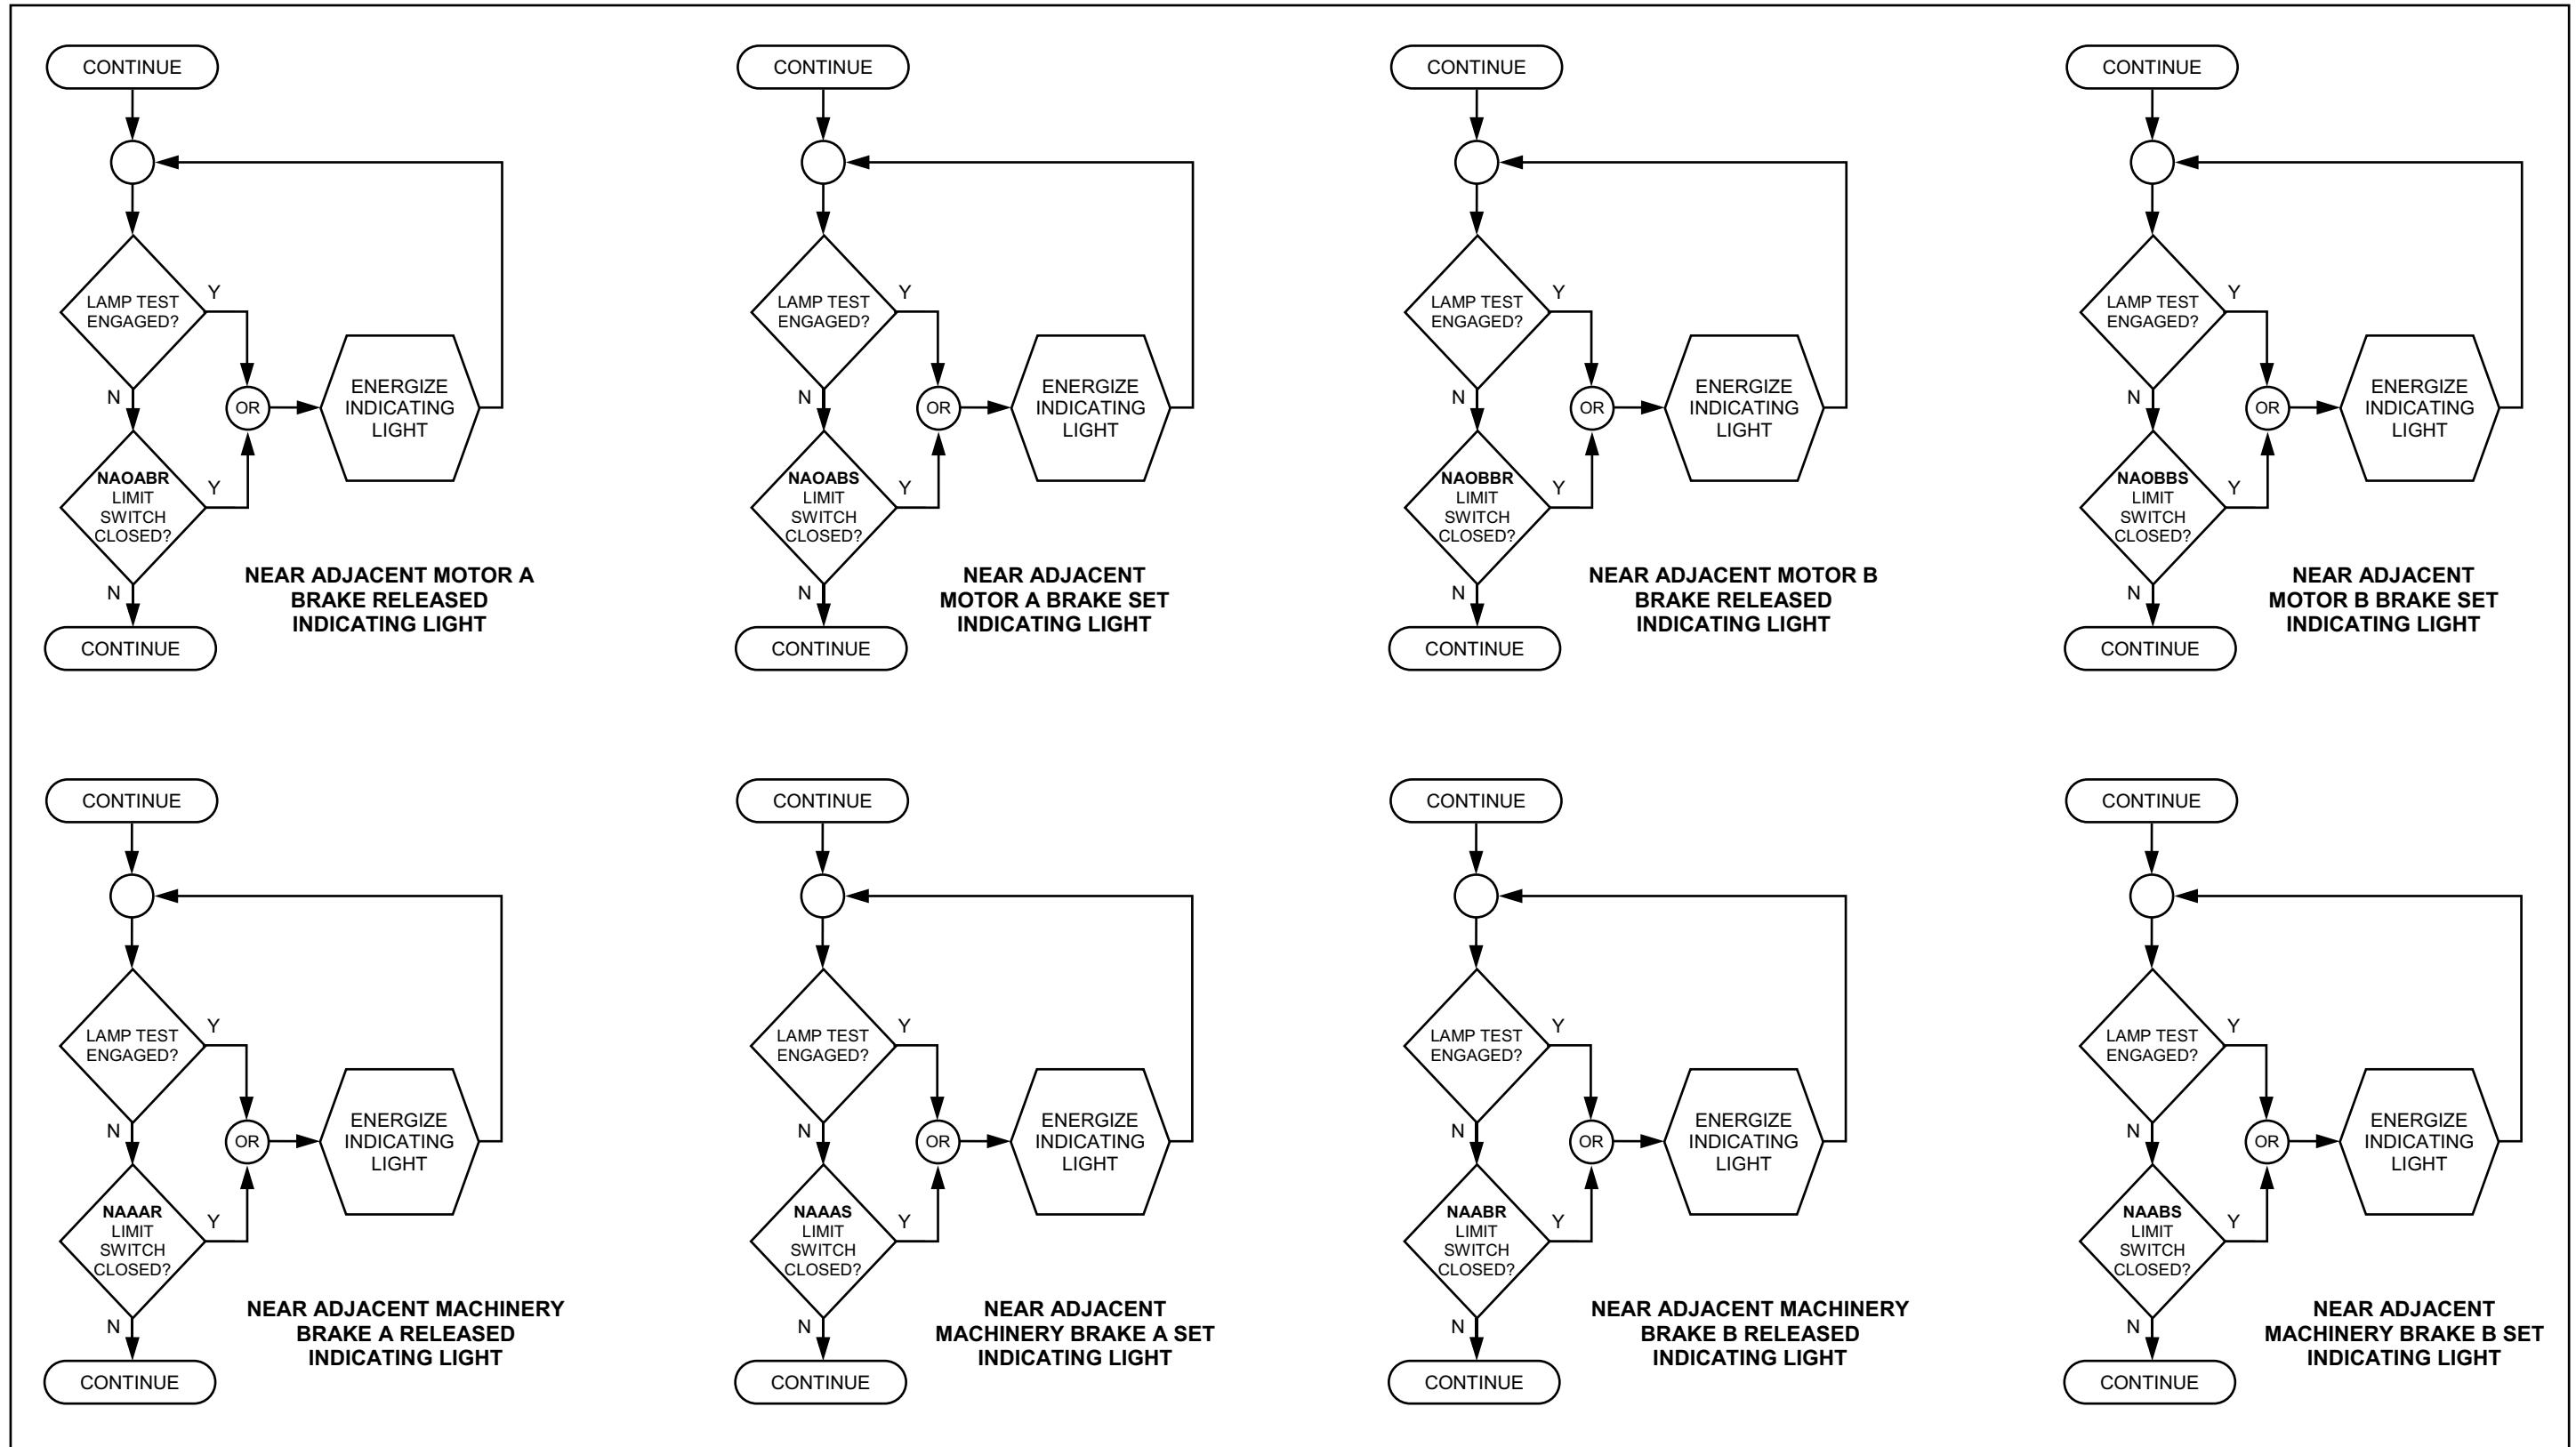 CONTINUE
LAMP TEST
ENGAGED?
Y
N
OR
ENERGIZE
INDICATING
LIGHT
NAOABR
LIMIT
SWITCH
CLOSED?
Y
N
NEAR ADJACENT MOTOR A
BRAKE RELEASED
INDICATING LIGHT
CONTINUE
CONTINUE
LAMP TEST
ENGAGED?
Y
N
OR
ENERGIZE
INDICATING
LIGHT
NAOABS
LIMIT
SWITCH
CLOSED?
Y
N
NEAR ADJACENT
MOTOR A BRAKE SET
INDICATING LIGHT
CONTINUE
CONTINUE
LAMP TEST
ENGAGED?
Y
N
OR
ENERGIZE
INDICATING
LIGHT
NAOBBR
LIMIT
SWITCH
CLOSED?
Y
N
NEAR ADJACENT MOTOR B
BRAKE RELEASED
INDICATING LIGHT
CONTINUE
CONTINUE
LAMP TEST
ENGAGED?
Y
N
OR
ENERGIZE
INDICATING
LIGHT
NAOBBS
LIMIT
SWITCH
CLOSED?
Y
N
NEAR ADJACENT
MOTOR B BRAKE SET
INDICATING LIGHT
CONTINUE
CONTINUE
LAMP TEST
ENGAGED?
Y
N
OR
ENERGIZE
INDICATING
LIGHT
NAAAR
LIMIT
SWITCH
CLOSED?
Y
N
NEAR ADJACENT MACHINERY
BRAKE A RELEASED
INDICATING LIGHT
CONTINUE
CONTINUE
LAMP TEST
ENGAGED?
Y
N
OR
ENERGIZE
INDICATING
LIGHT
NAAAS
LIMIT
SWITCH
CLOSED?
Y
N
NEAR ADJACENT
MACHINERY BRAKE A SET
INDICATING LIGHT
CONTINUE
CONTINUE
LAMP TEST
ENGAGED?
Y
N
OR
ENERGIZE
INDICATING
LIGHT
NAABR
LIMIT
SWITCH
CLOSED?
Y
N
NEAR ADJACENT MACHINERY
BRAKE B RELEASED
INDICATING LIGHT
CONTINUE
CONTINUE
LAMP TEST
ENGAGED?
Y
N
OR
ENERGIZE
INDICATING
LIGHT
NAABS
LIMIT
SWITCH
CLOSED?
Y
N
NEAR ADJACENT
MACHINERY BRAKE B SET
INDICATING LIGHT
CONTINUE